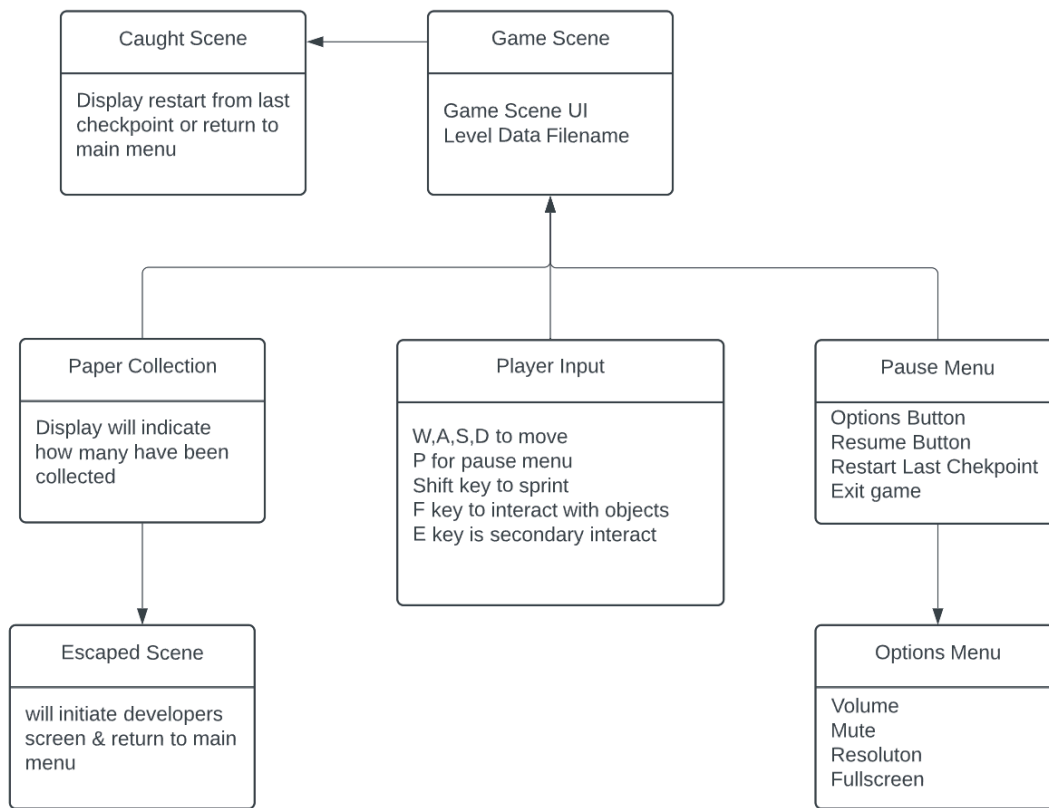 Caught Scene
Display restart from last
checkpoint or return to
main menu
Game Scene
Game Scene UI
Level Data Filename
Paper Collection
Display will indicate
how many have been
collected
Player Input
W,A,S,D to move
P for pause menu
Shift key to sprint
F key to interact with objects
E key is secondary interact
Pause Menu
Options Button
Resume Button
Restart Last Chekpoint
Exit game
Escaped Scene
will initiate developers
screen & return to main
menu
Options Menu
Volume
Mute
Resoluton
Fullscreen